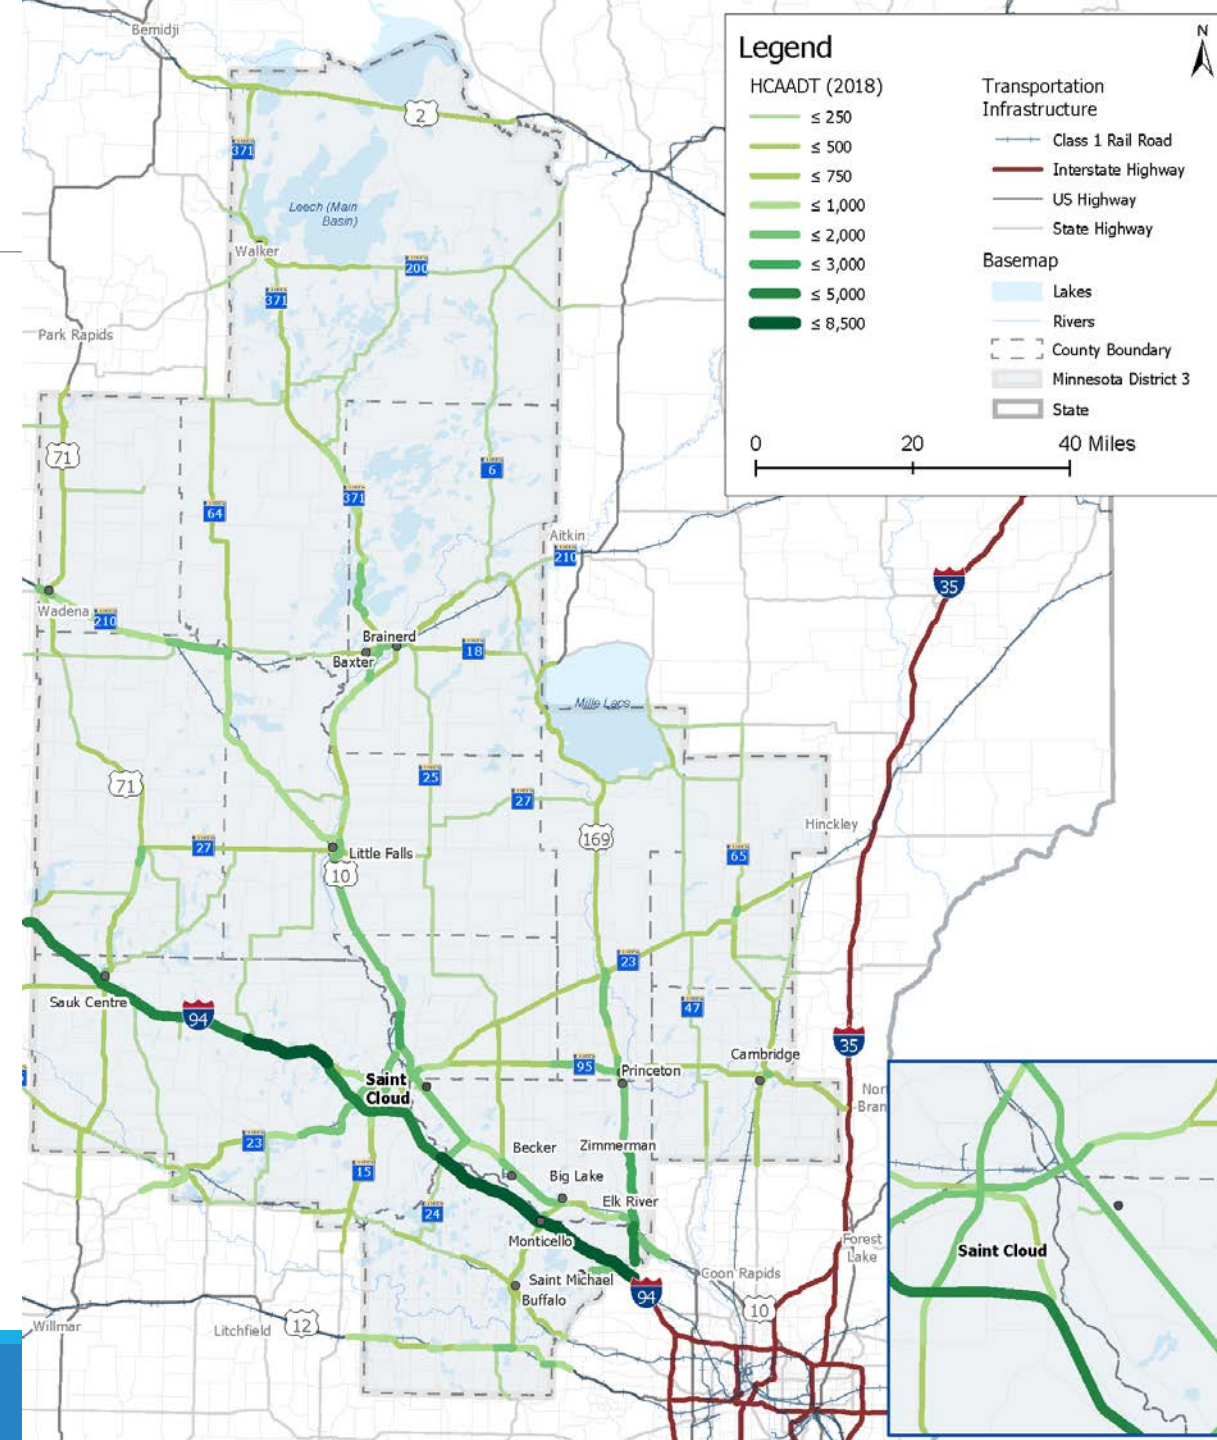 N
Legend
HCAADT (2018)
≤ 250
≤ 500
≤ 750
≤ 1,000
≤ 2,000
≤ 3,000
≤ 5,000
≤ 8,500
Transportation
Infrastructure
Class 1 Rail Road
Interstate Highway
US Highway
State Highway
Basemap
Lakes
Rivers
County Boundary
Minnesota District 3
State
0 20 40 Miles
Bemidji
2
371
Leech (Main
Basin)
Walker
200
371
Park Rapids
71
6
371
64
Aitkin
210
35
Wadena
210
Brainerd
18
Baxter
Mille Lacs
25
71
27
169
Hinckley
27
Little Falls
65
10
23
Sauk Centre
47
94
35
Cambridge
95
Princeton
Saint
Cloud
Nor
Bran
23
Becker
Zimmerman
15
Big Lake
24
Elk River
Monticello
Forest
Lake
Saint Cloud
Coon Rapids
Saint Michael
94
Buffalo
10
Willmar
Litchfield
12